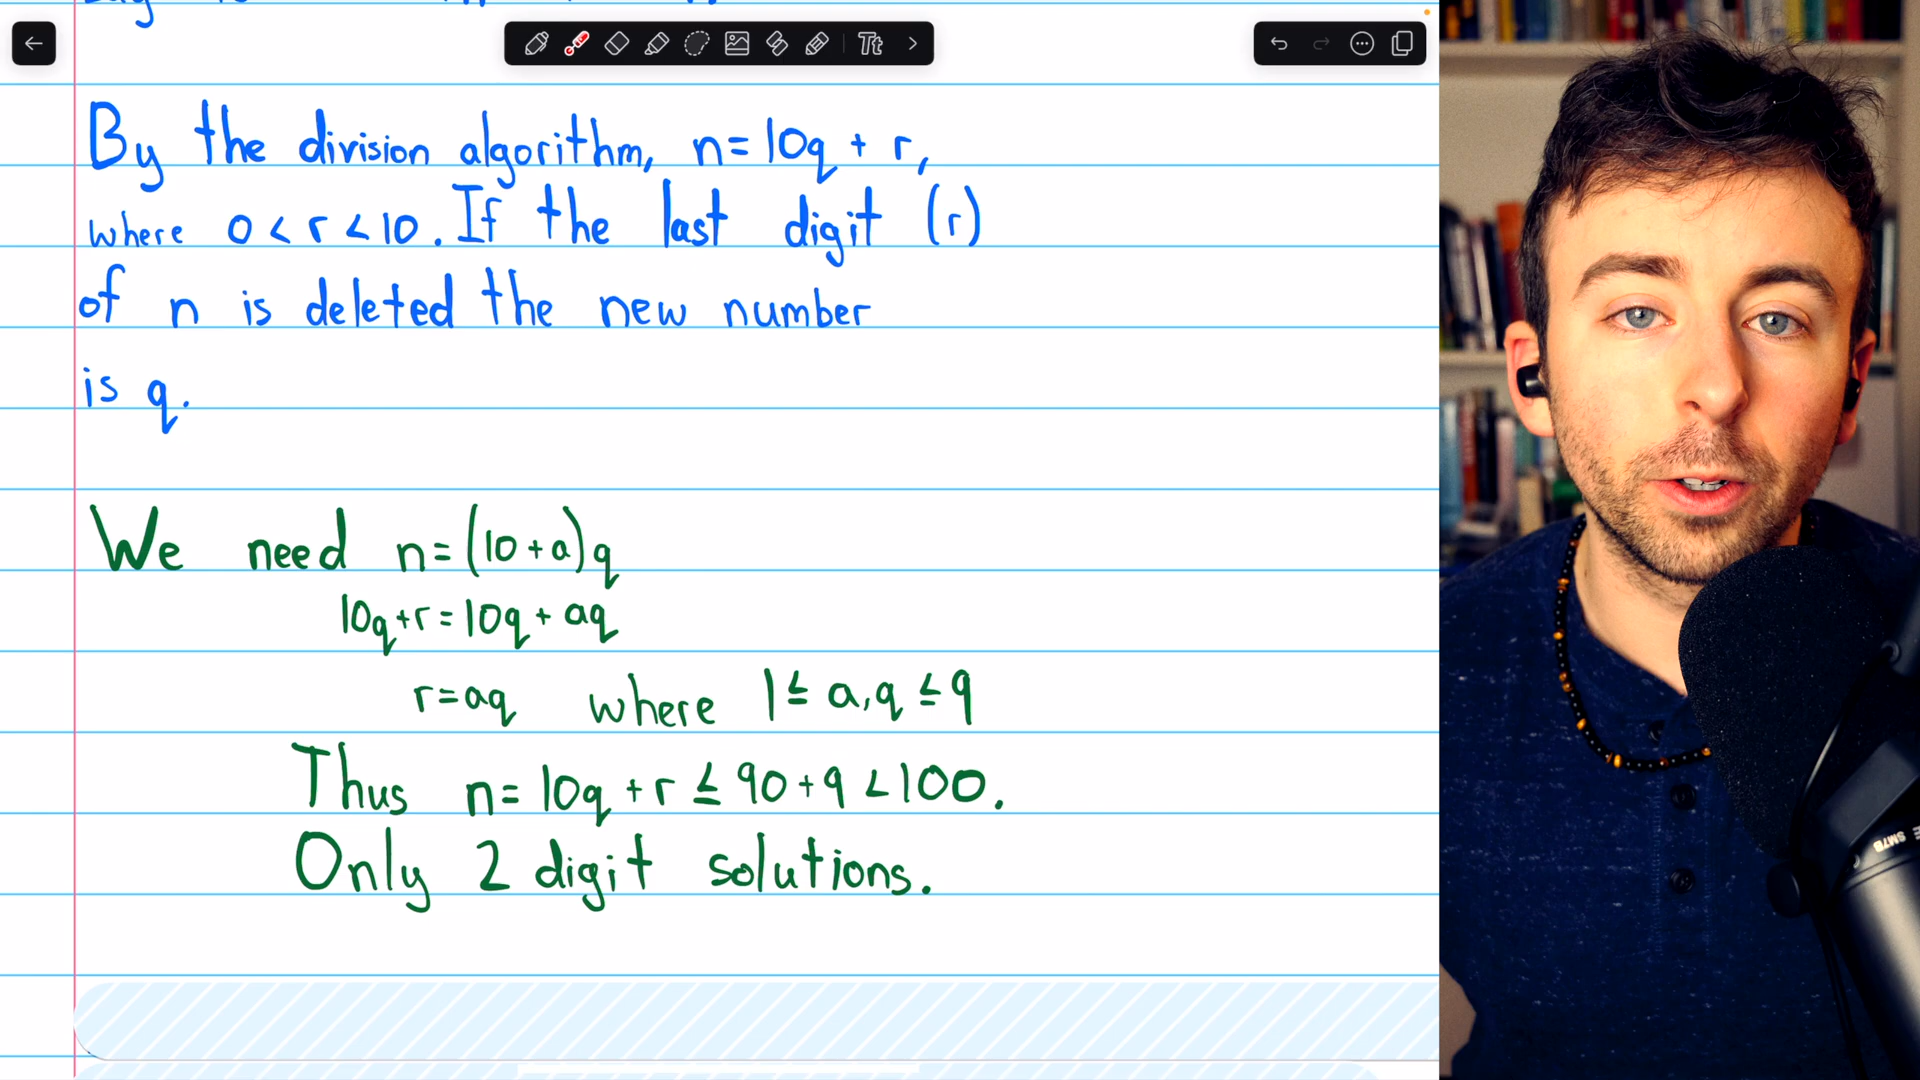 Tt
By the division algorithm, n = 10q + r,
where 0 < r < 10. If the last digit (r)
of n is deleted the new number
is q.
We need n = (10 + a)q
10q + r = 10q + aq
r = aq where 1 ≤ a, q ≤ 9
Thus n = 10q + r ≤ 90 + 9 < 100.
Only 2 digit solutions.
SM7B